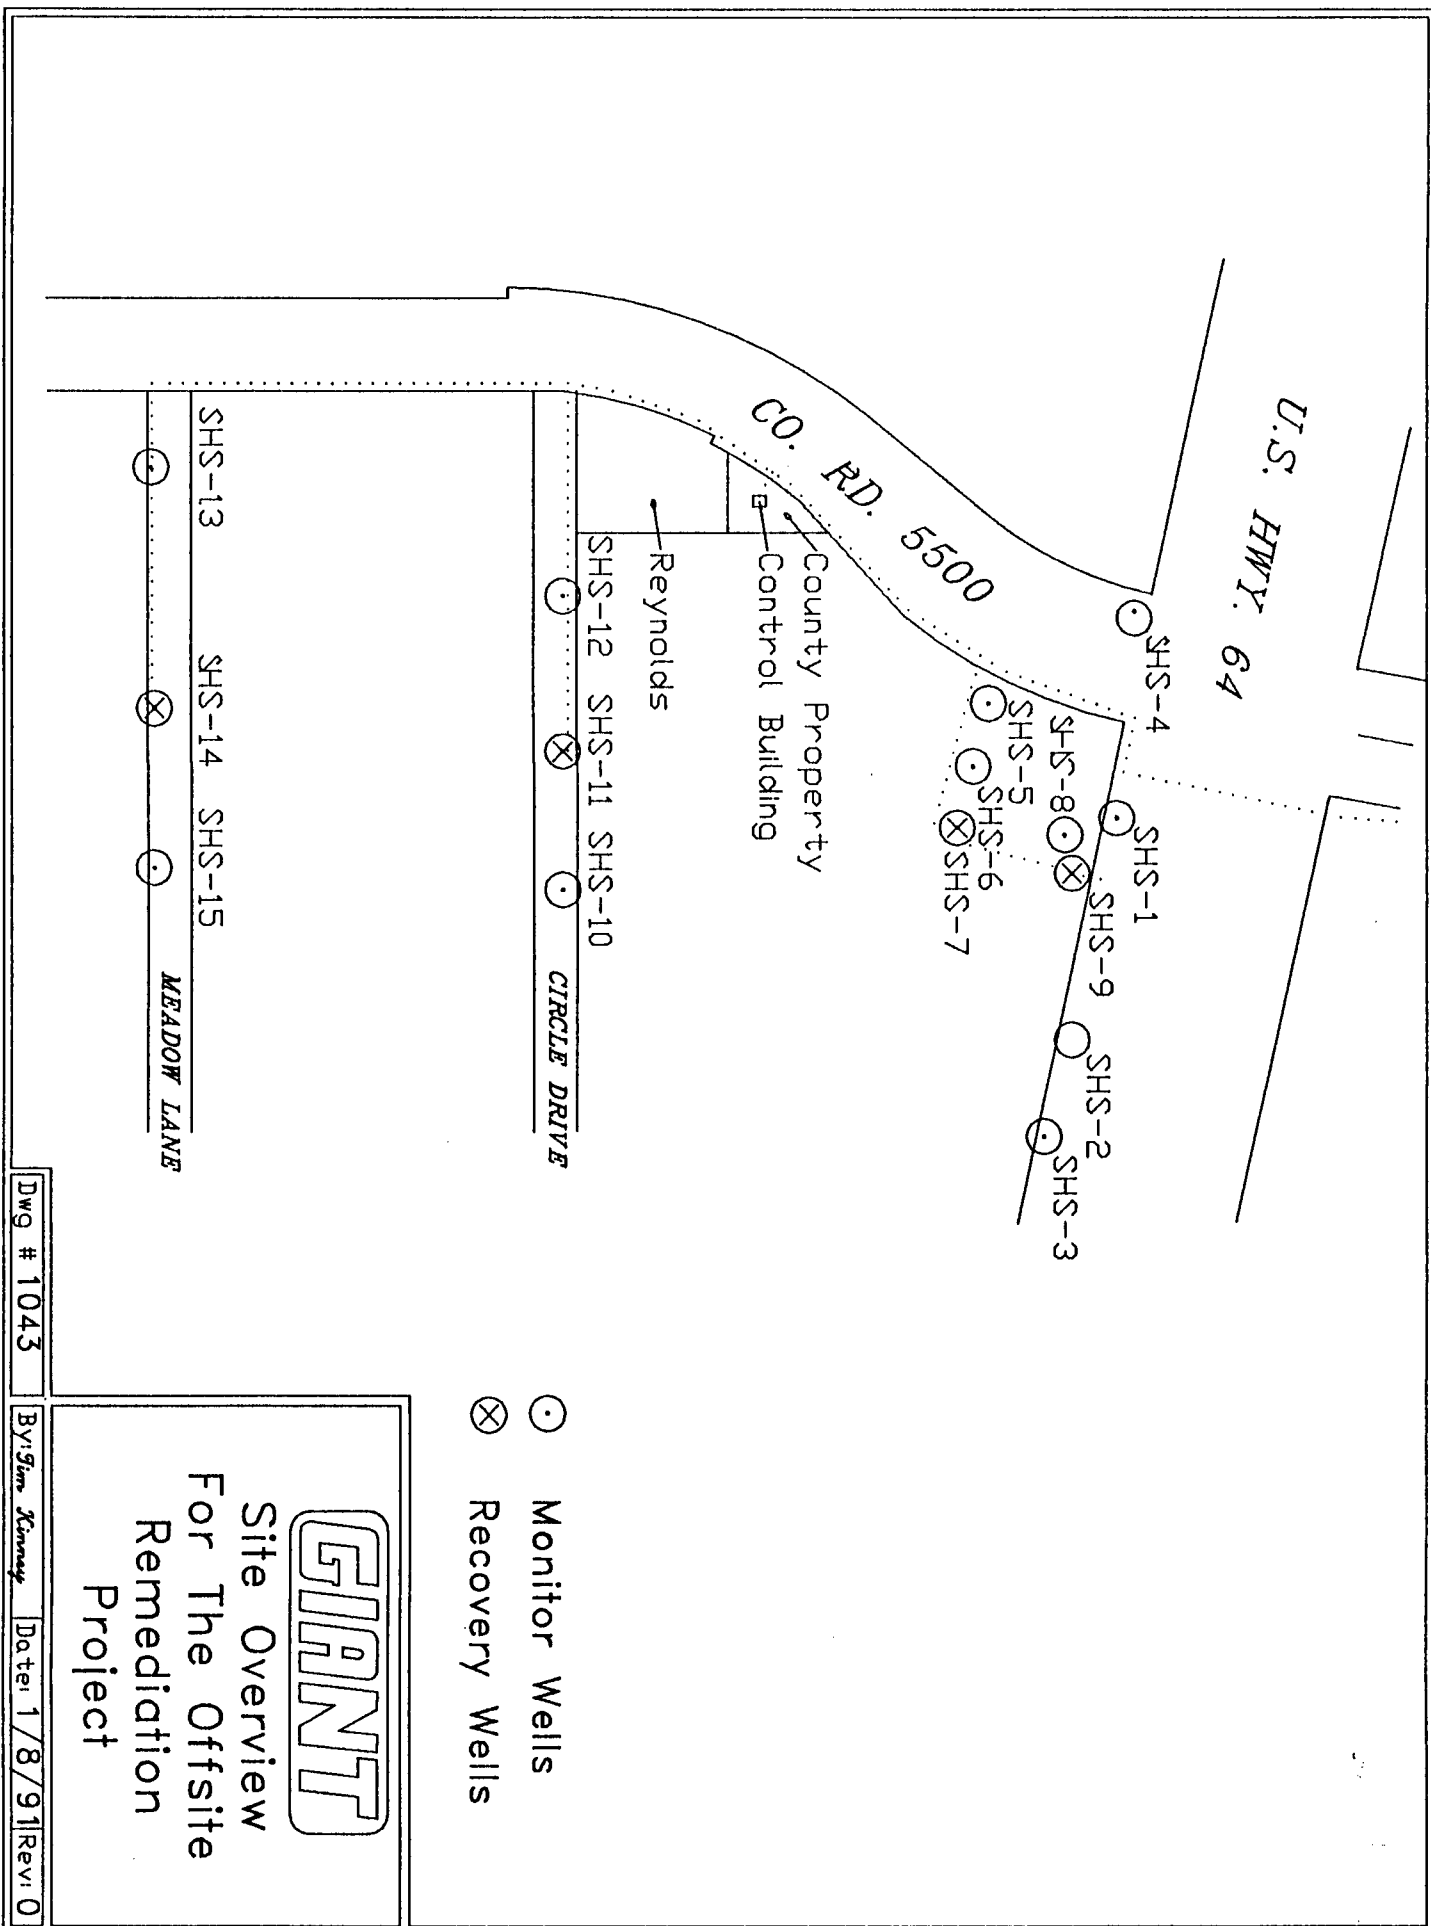 U.S. HWY. 64
CO. RD. 5500
SHS-4
SHS-1
SHS-8
SHS-9
SHS-5
SHS-6
SHS-7
SHS-2
SHS-3
County Property
Control Building
Reynolds
SHS-12
SHS-11
SHS-10
CIRCLE DRIVE
SHS-13
SHS-14
SHS-15
MEADOW LANE
Monitor Wells
Recovery Wells
GIANT
Site Overview
For The Offsite
Remediation
Project
Dwg # 1043
By: Jim Kinney
Date: 1/8/91
Rev: 0